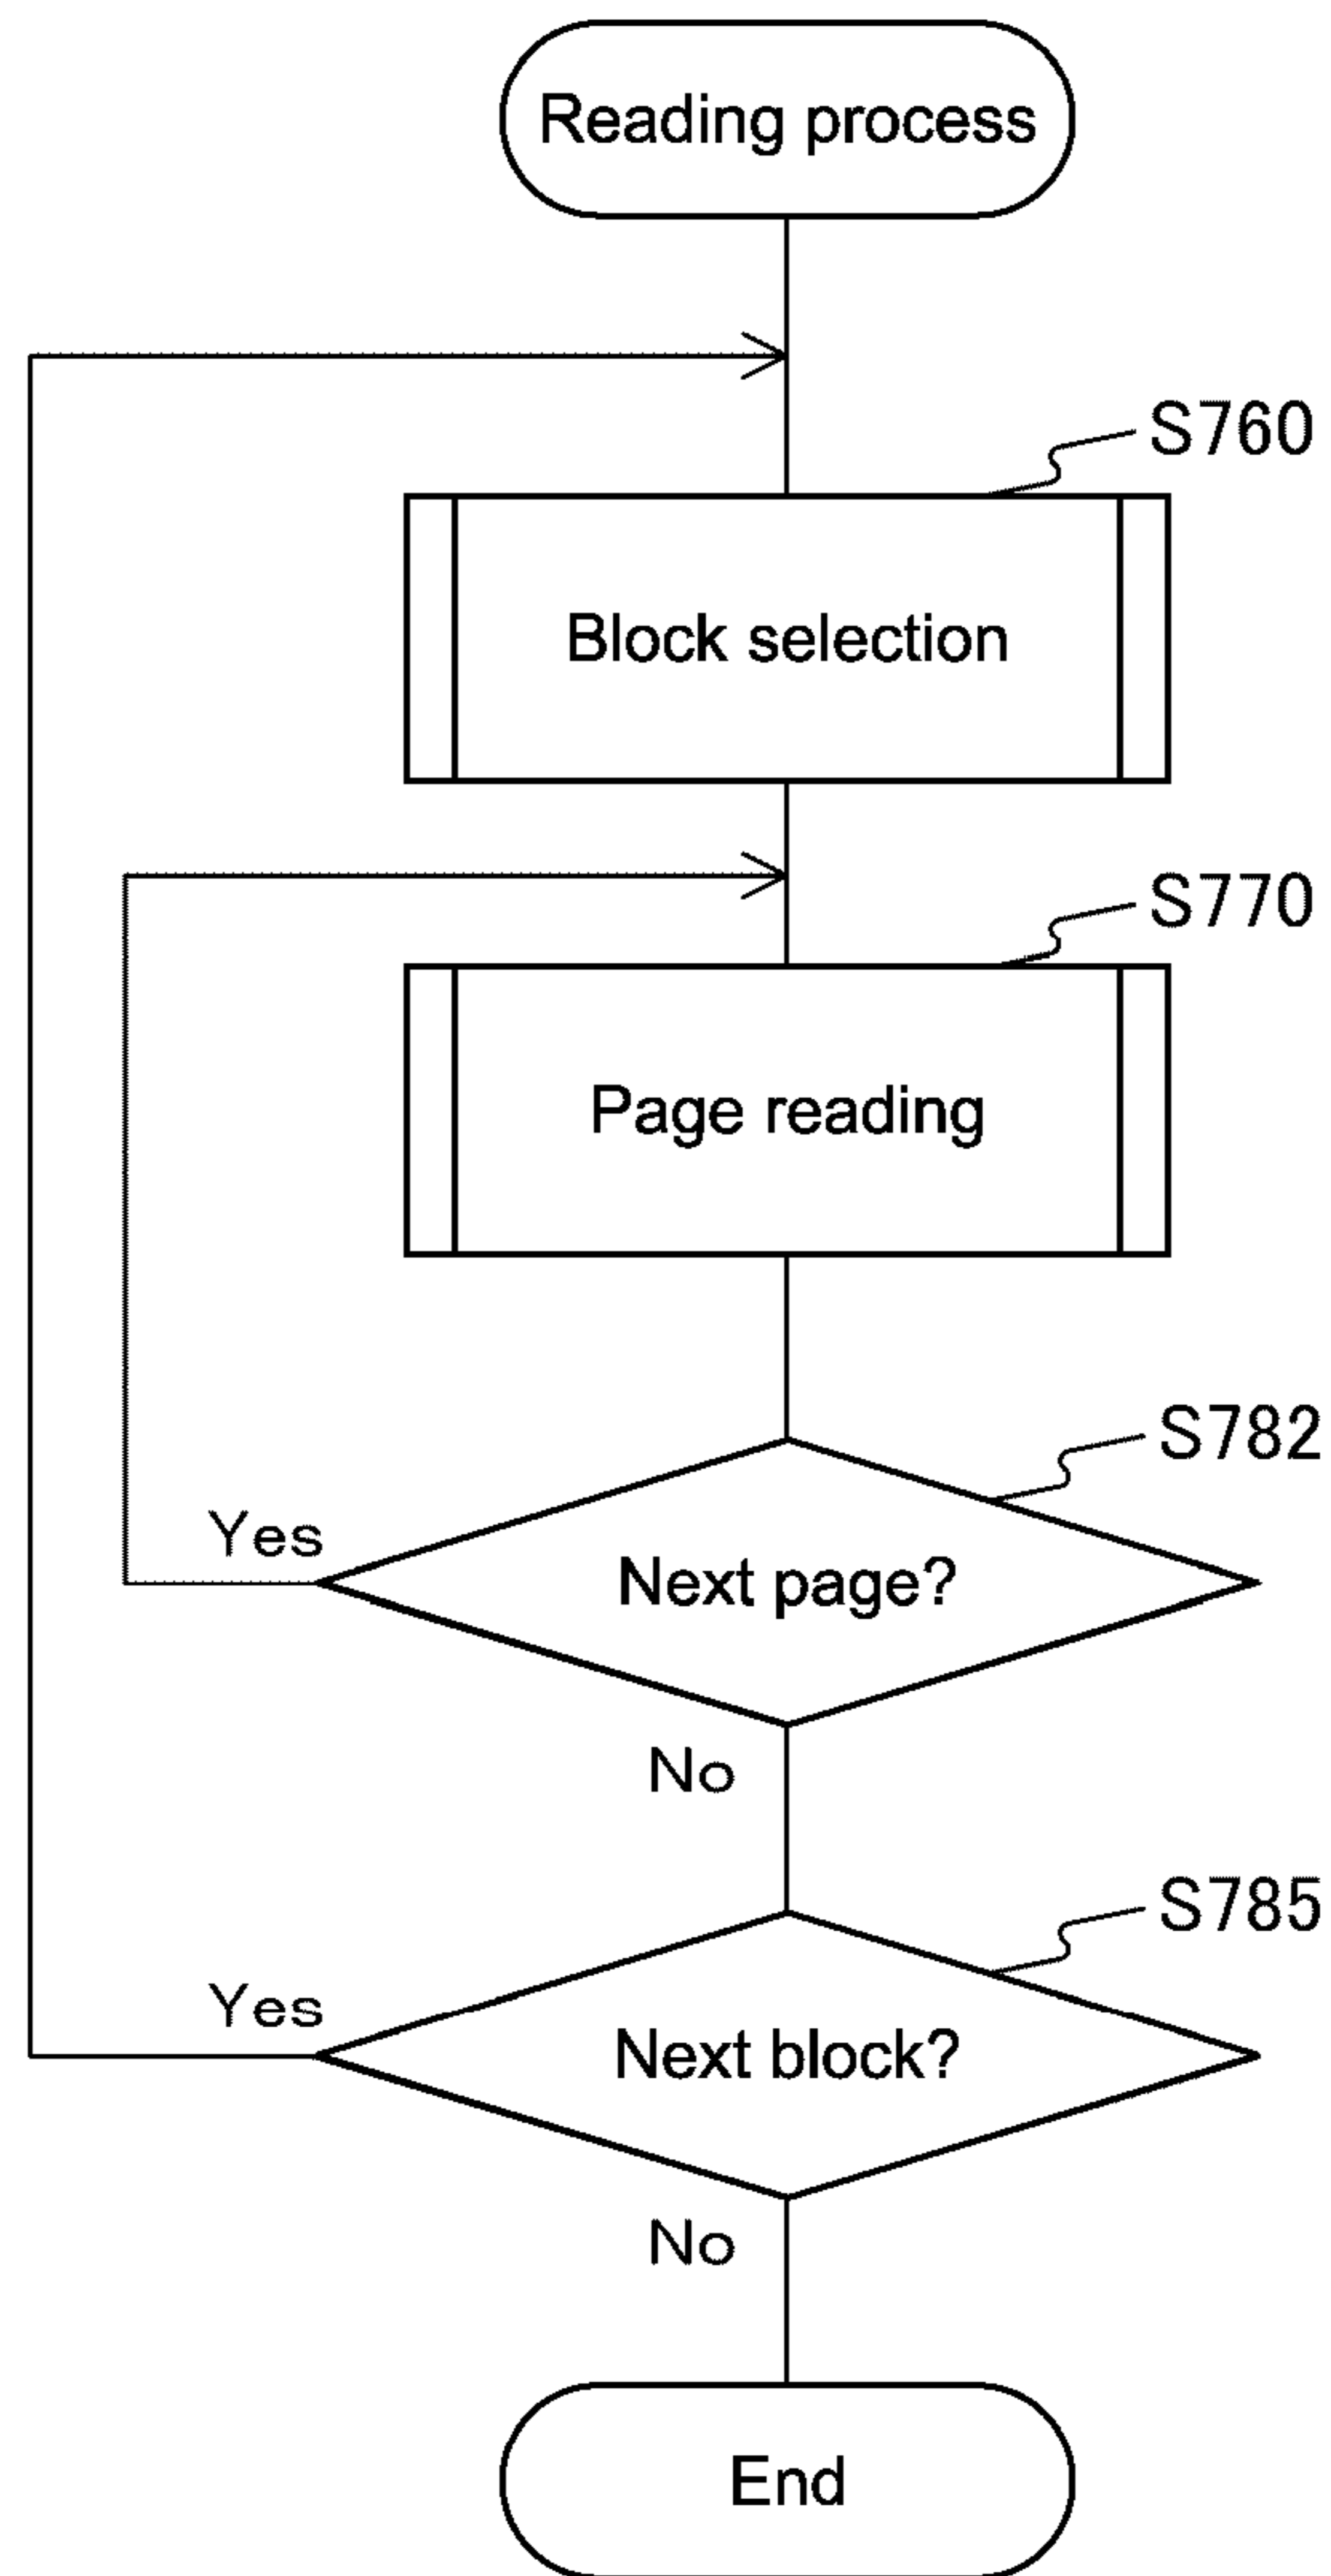 Reading process
S760
Block selection
S770
Page reading
S782
Yes
Next page?
No
S785
Yes
Next block?
No
End